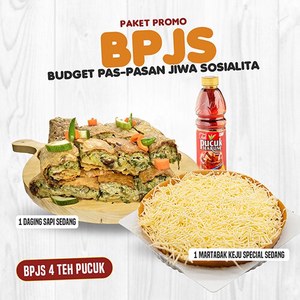 PAKET PROMO
BPJS
BUDGET PAS-PASAN JIWA SOSIALITA
Pucuk
HARUM
1 DAGING SAPI SEDANG
1 MARTABAK KEJU SPECIAL SEDANG
BPJS 4 TEH PUCUK